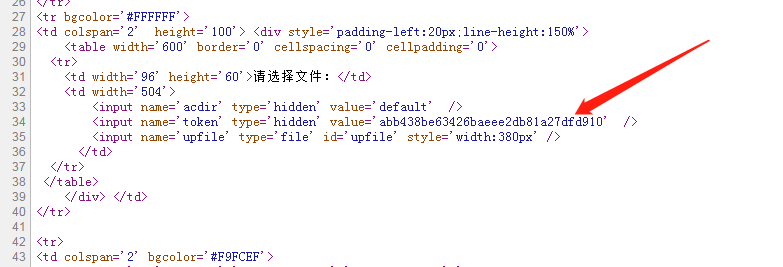 26 </tr>
27 <tr bgcolor='#FFFFFF'>
28 <td colspan='2'  height='100'> <div style='padding-left:20px;line-height:150%'>
29 <table width='600' border='0' cellspacing='0' cellpadding='0'>
30 <tr>
31 <td width='96' height='60'>请选择文件：</td>
32 <td width='504'>
33 <input name='acdir' type='hidden' value='default'  />
34 <input name='token' type='hidden' value='abb438be63426baeee2db81a27dfd910'  />
35 <input name='upfile' type='file' id='upfile' style='width:380px' />
36 </td>
37 </tr>
38 </table>
39 </div> </td>
40 </tr>
41
42 <tr>
43 <td colspan='2' bgcolor='#F9FCEF'>